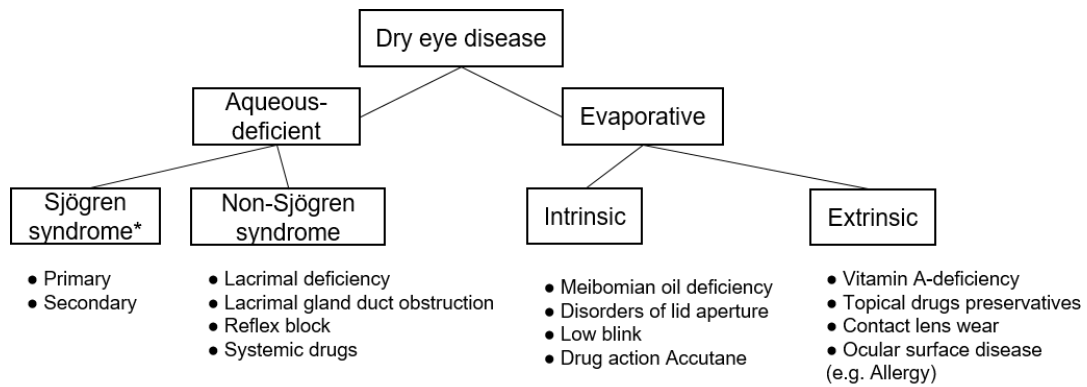 Dry eye disease
Aqueous-
deficient
Evaporative
Sjögren
syndrome*
Non-Sjögren
syndrome
Intrinsic
Extrinsic
● Primary
● Secondary
● Lacrimal deficiency
● Lacrimal gland duct obstruction
● Reflex block
● Systemic drugs
● Meibomian oil deficiency
● Disorders of lid aperture
● Low blink
● Drug action Accutane
● Vitamin A-deficiency
● Topical drugs preservatives
● Contact lens wear
● Ocular surface disease
(e.g. Allergy)